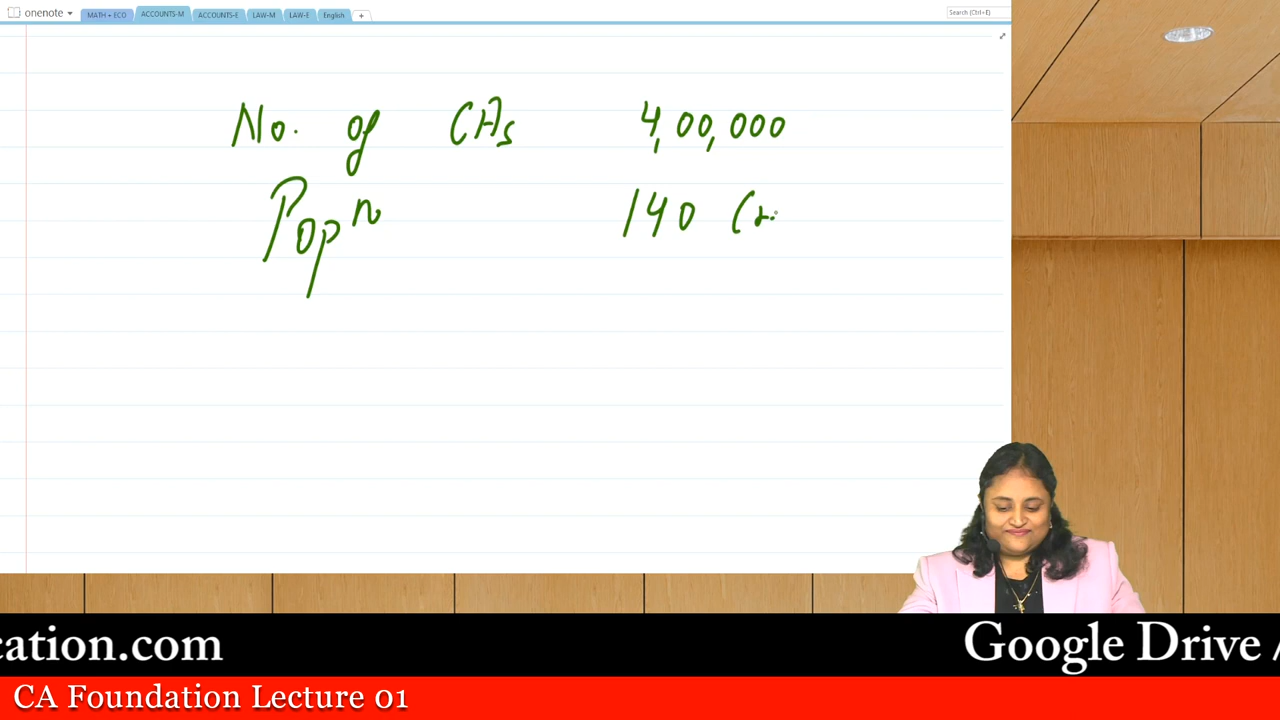 onenote MATH + ECO ACCOUNTS-M ACCOUNTS-E LAW-M LAW-E English + Search (Ctrl+E)
No. of CAs 4,00,000
Popn 140 Cr.
cation.com Google Drive /
CA Foundation Lecture 01